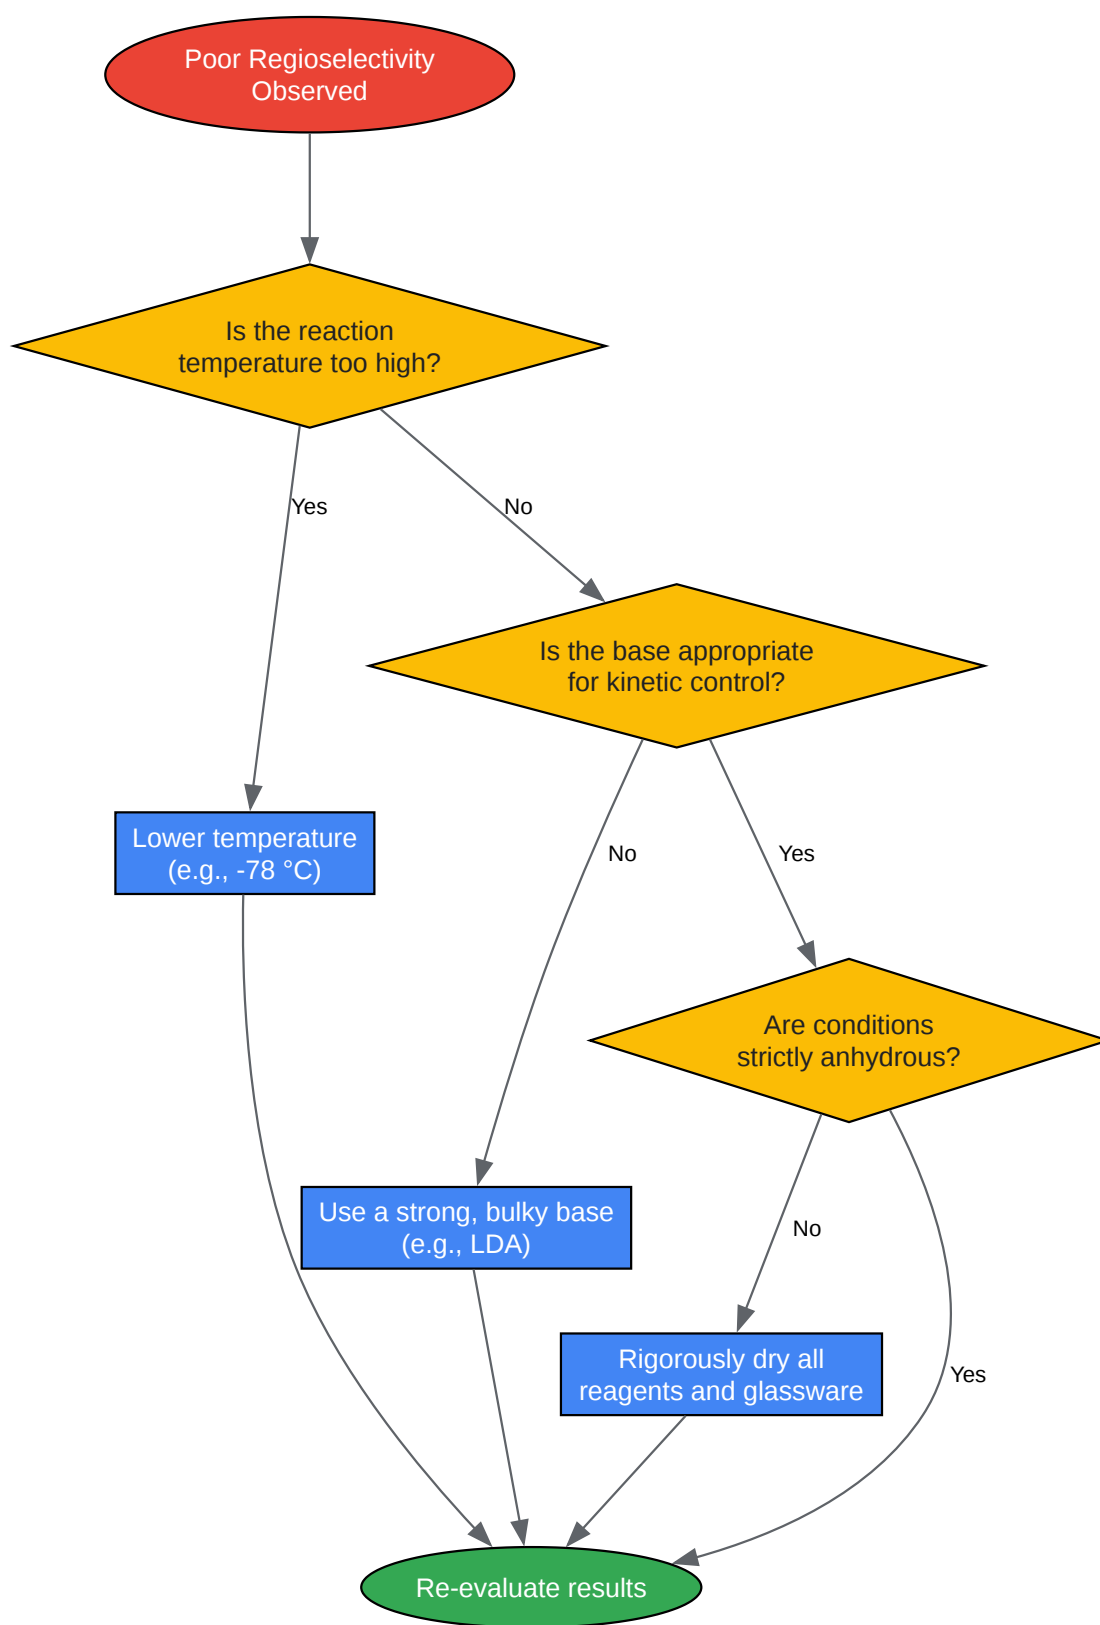 Poor Regioselectivity
Observed
Is the reaction
temperature too high?
Yes
No
Is the base appropriate
for kinetic control?
Lower temperature
(e.g., -78 °C)
No
Yes
Are conditions
strictly anhydrous?
Use a strong, bulky base
(e.g., LDA)
No
Rigorously dry all
reagents and glassware
Yes
Re-evaluate results